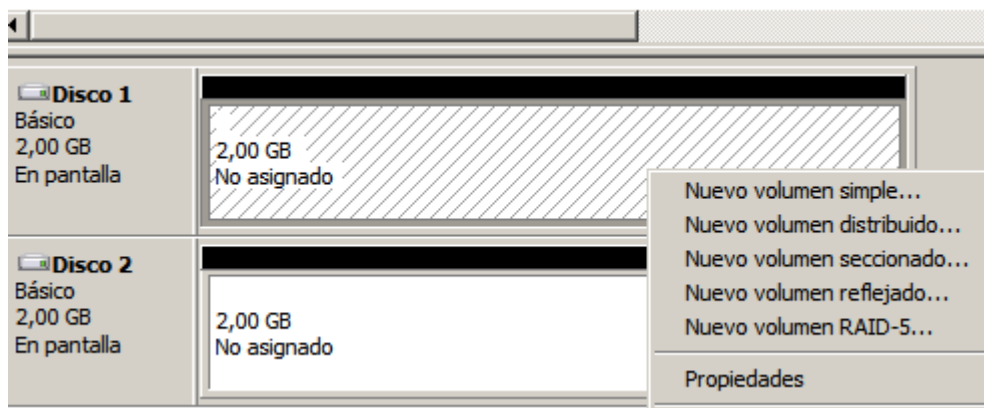 Disco 1
Básico
2,00 GB
En pantalla
2,00 GB
No asignado
Nuevo volumen simple...
Nuevo volumen distribuido...
Nuevo volumen seccionado...
Nuevo volumen reflejado...
Nuevo volumen RAID-5...
Propiedades
Disco 2
Básico
2,00 GB
En pantalla
2,00 GB
No asignado